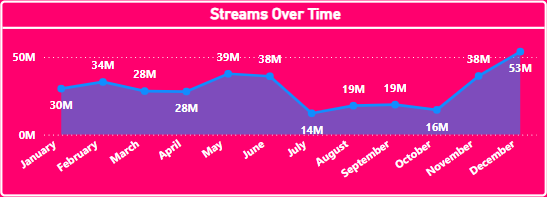 Streams Over Time
50M
0M
30M
34M
28M
28M
39M
38M
14M
19M
19M
16M
38M
53M
January
February
March
April
May
June
July
August
September
October
November
December